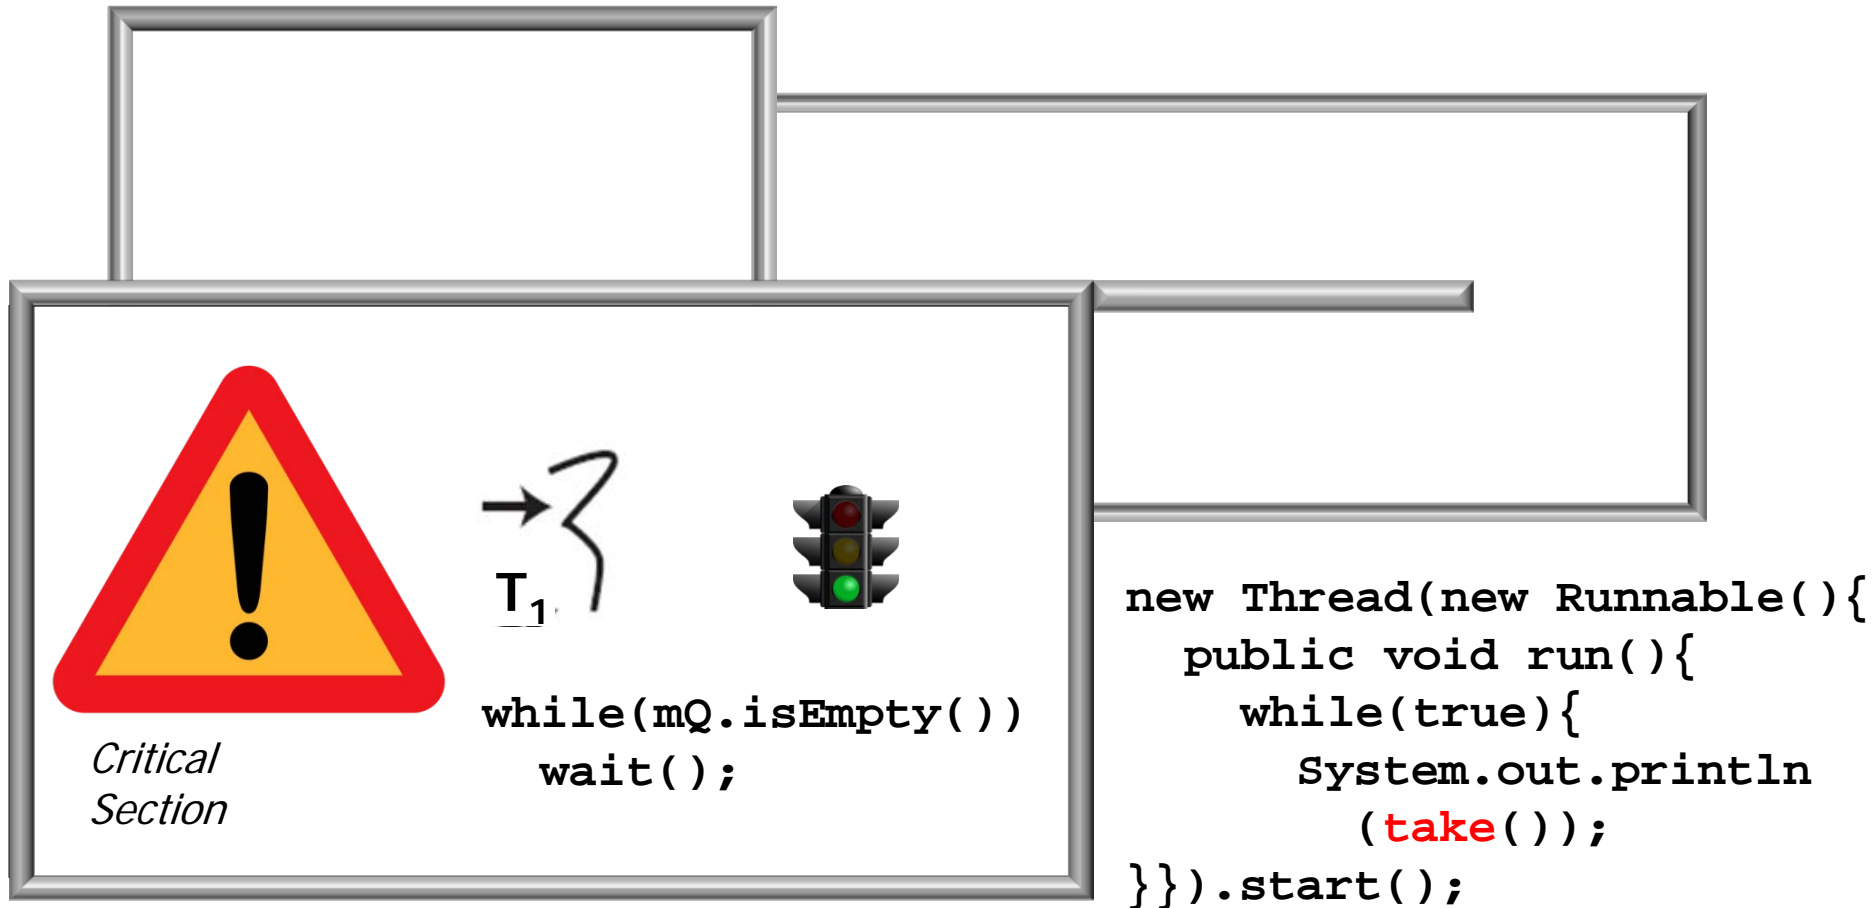 T1
while(mQ.isEmpty())
wait();
Critical
Section
new Thread(new Runnable(){
public void run(){
while(true){
System.out.println
(take());
}}).start();